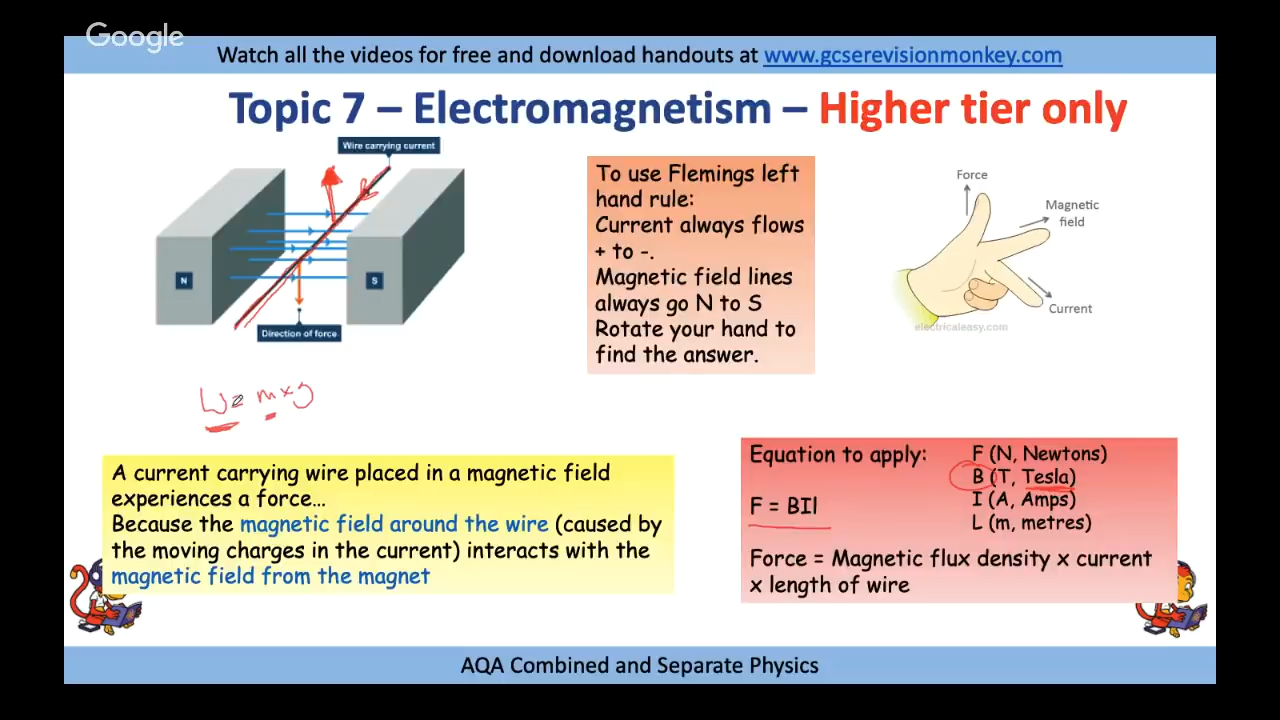 Google
Watch all the videos for free and download handouts at www.gcserevisionmonkey.com
Topic 7 – Electromagnetism – Higher tier only
Wire carrying current
N
S
Direction of force
To use Flemings left
hand rule:
Current always flows
+ to -.
Magnetic field lines
always go N to S
Rotate your hand to
find the answer.
Force
Magnetic
field
Current
electricaleasy.com
W= m×g
A current carrying wire placed in a magnetic field
experiences a force…
Because the magnetic field around the wire (caused by
the moving charges in the current) interacts with the
magnetic field from the magnet
Equation to apply:
F = BIl
F (N, Newtons)
B (T, Tesla)
I (A, Amps)
L (m, metres)
Force = Magnetic flux density x current
x length of wire
AQA Combined and Separate Physics